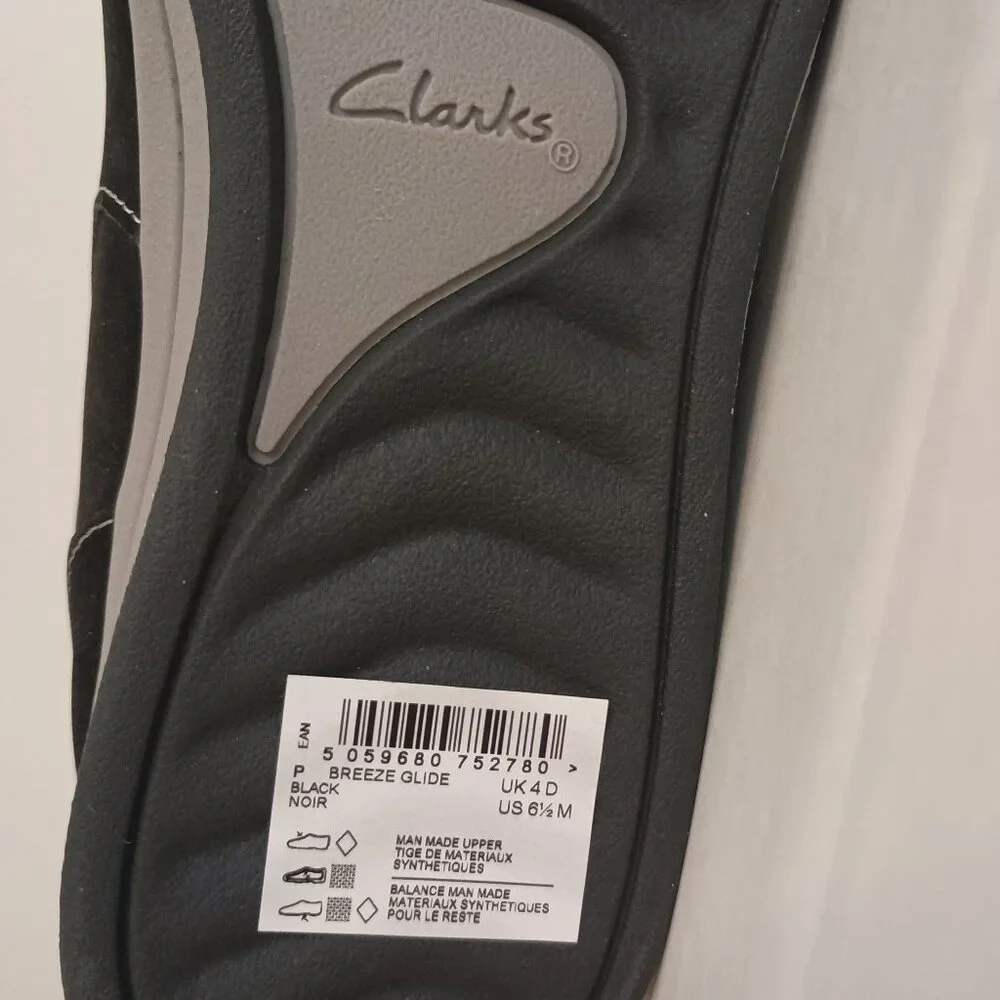 Clarks®
EAN
5 059680 752780 >
P BREEZE GLIDE
BLACK UK 4 D
NOIR US 6½ M
MAN MADE UPPER
TIGE DE MATERIAUX
SYNTHETIQUES
BALANCE MAN MADE
MATERIAUX SYNTHETIQUES
POUR LE RESTE